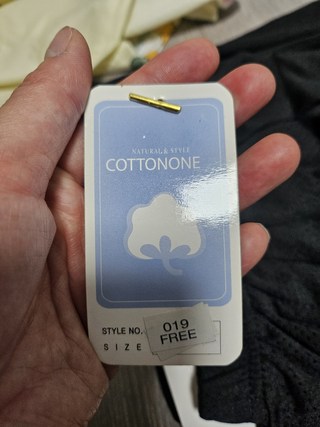 NATURAL & STYLE
COTTONONE
STYLE NO. 019
SIZE FREE